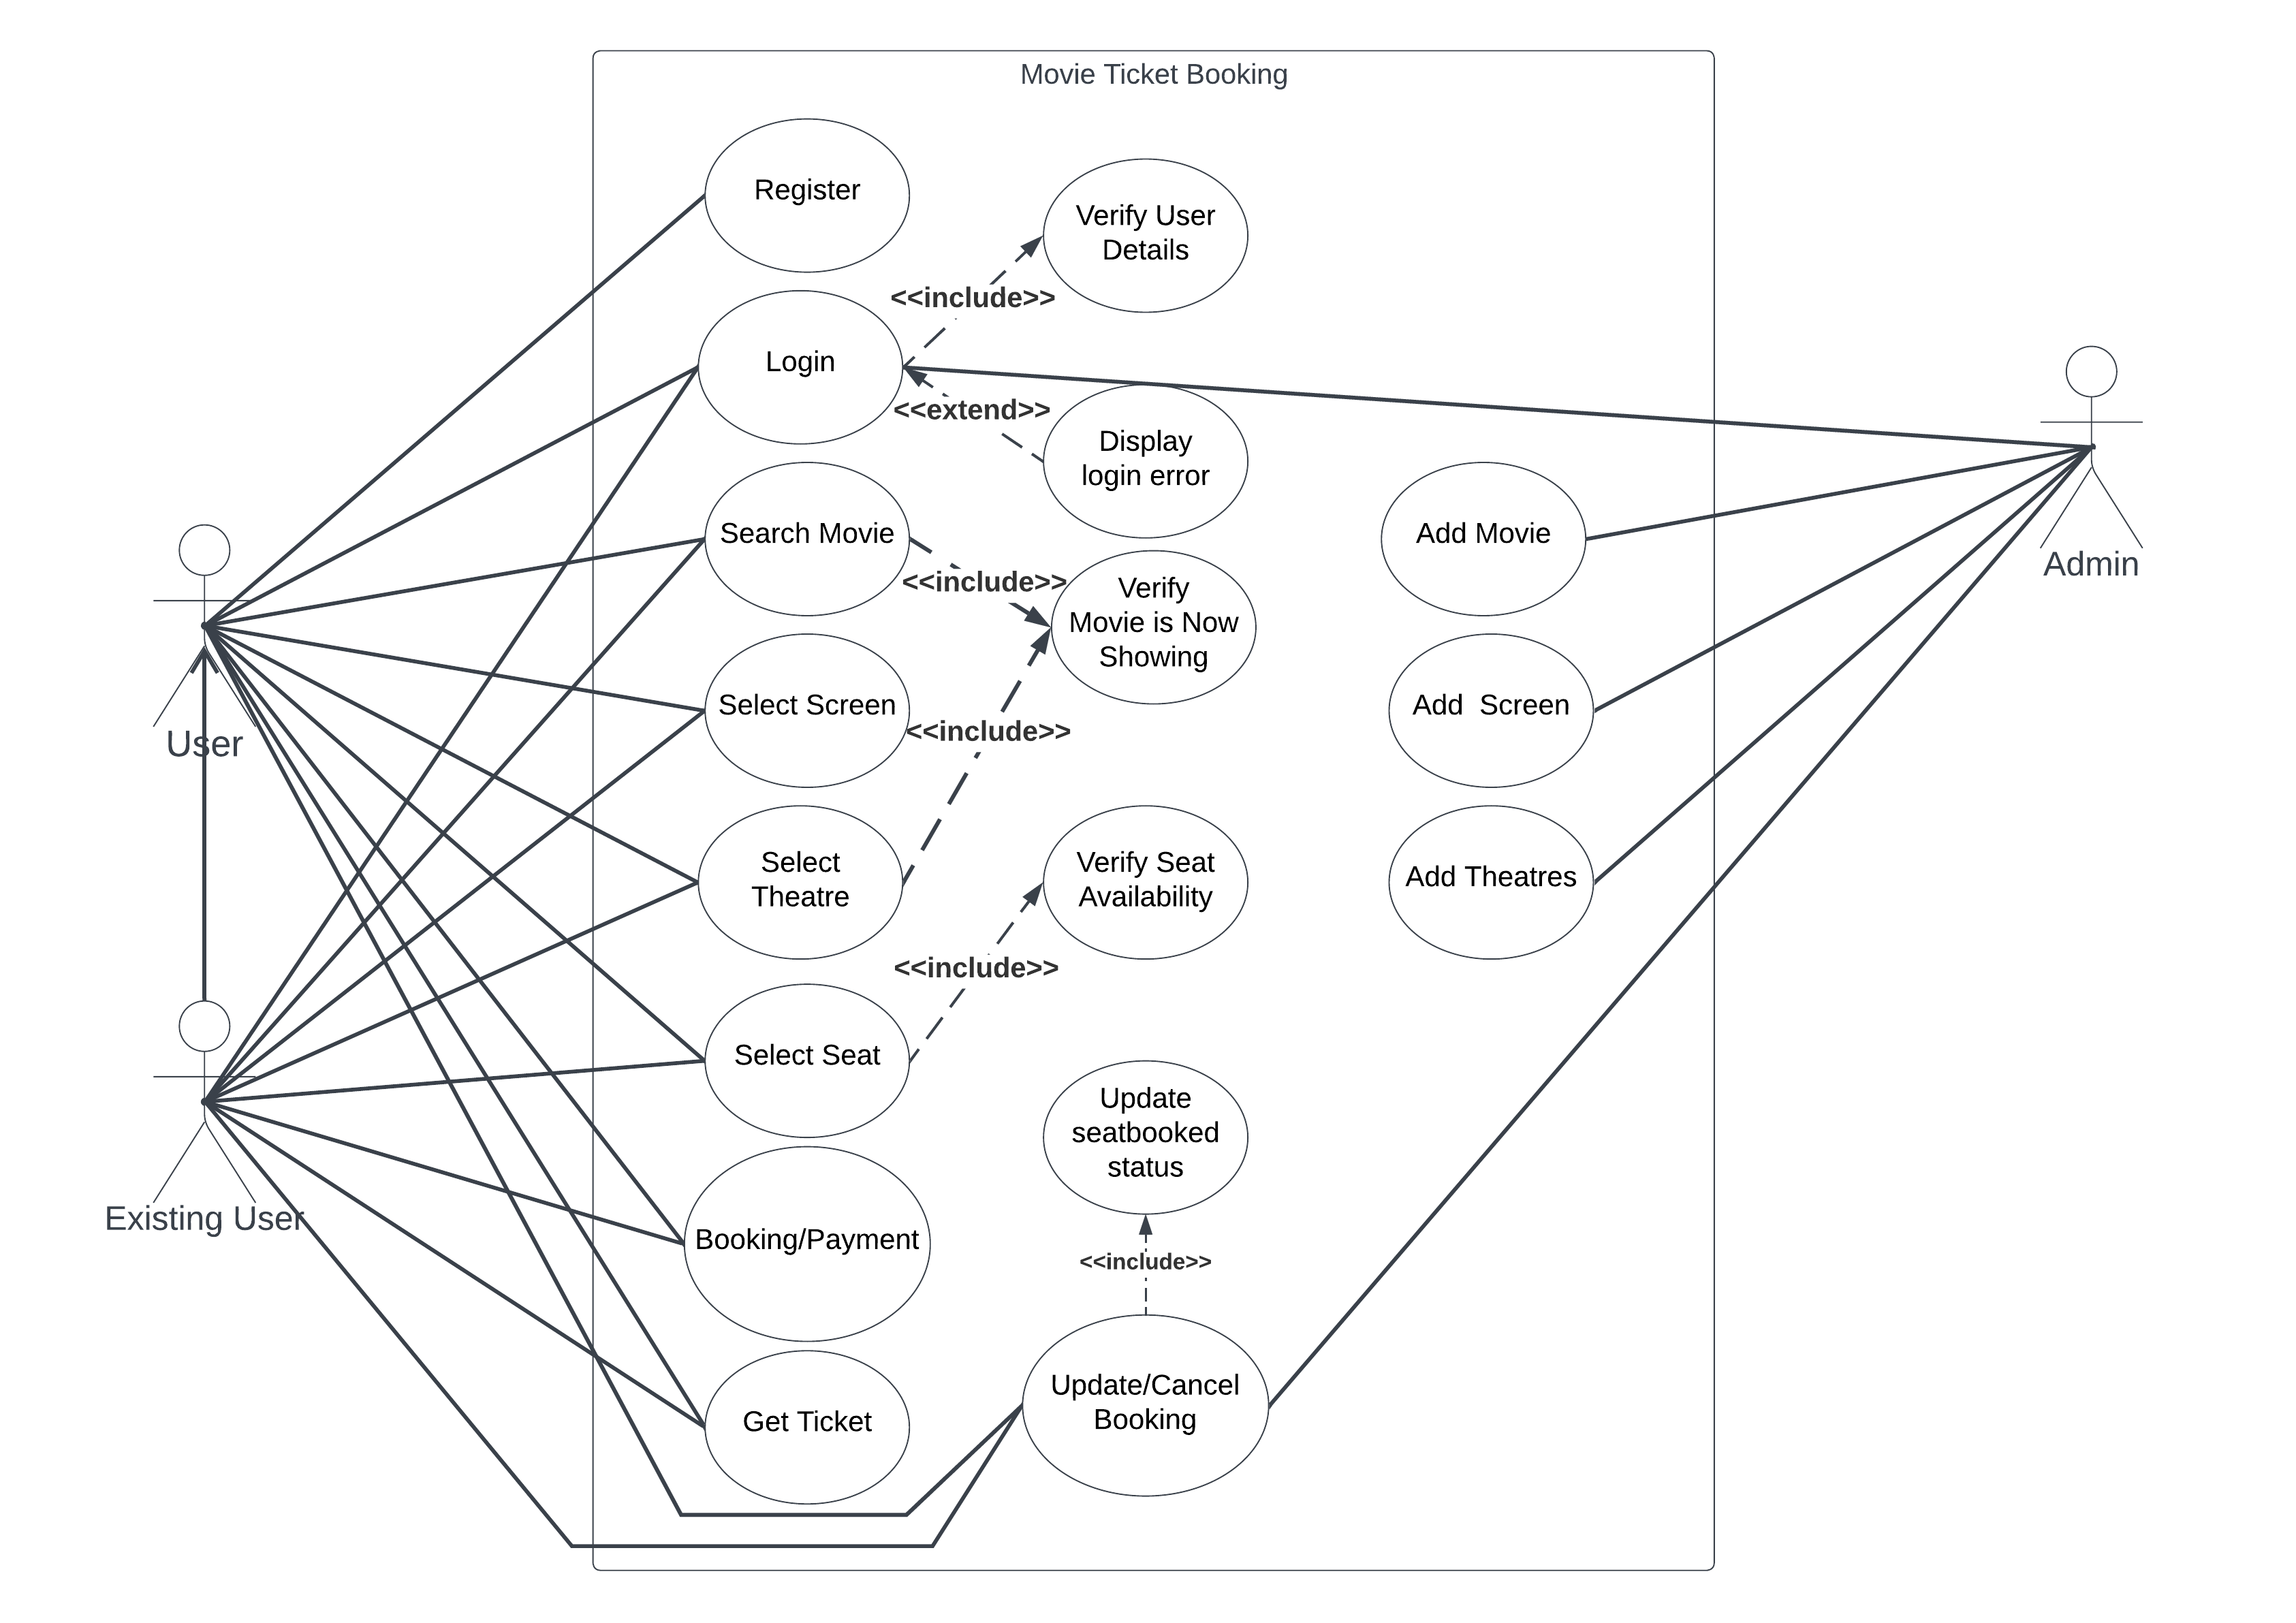 Movie Ticket Booking
Register
Verify User
Details
<<include>>
Login
<<extend>>
Display
login error
Search Movie
Add Movie
Admin
<<include>>
Verify
Movie is Now
Showing
Select Screen
Add  Screen
<<include>>
User
Select
Theatre
Verify Seat
Availability
Add Theatres
<<include>>
Select Seat
Update
seatbooked
status
Existing User
Booking/Payment
<<include>>
Update/Cancel
Booking
Get Ticket